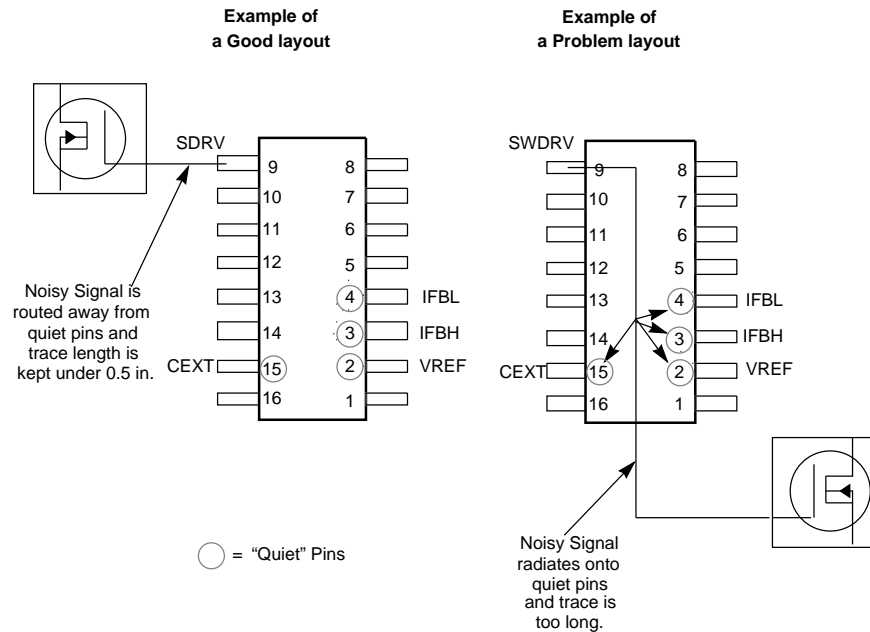 Example of
a Good layout
Example of
a Problem layout
SDRV
9 8
10 7
11 6
12 5
13 4 IFBL
14 3 IFBH
CEXT 15 2 VREF
16 1
Noisy Signal is
routed away from
quiet pins and
trace length is
kept under 0.5 in.
SWDRV
9 8
10 7
11 6
12 5
13 4 IFBL
14 3 IFBH
CEXT 15 2 VREF
16 1
Noisy Signal
radiates onto
quiet pins
and trace is
too long.
= “Quiet” Pins